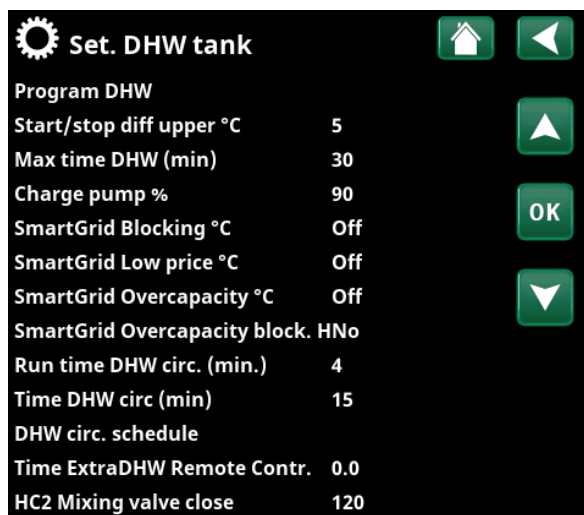 Set. DHW tank
Program DHW
Start/stop diff upper °C 5
Max time DHW (min) 30
Charge pump % 90
OK
SmartGrid Blocking °C Off
SmartGrid Low price °C Off
SmartGrid Overcapacity °C Off
SmartGrid Overcapacity block. HNo
Run time DHW circ. (min.) 4
Time DHW circ (min) 15
DHW circ. schedule
Time ExtraDHW Remote Contr. 0.0
HC2 Mixing valve close 120